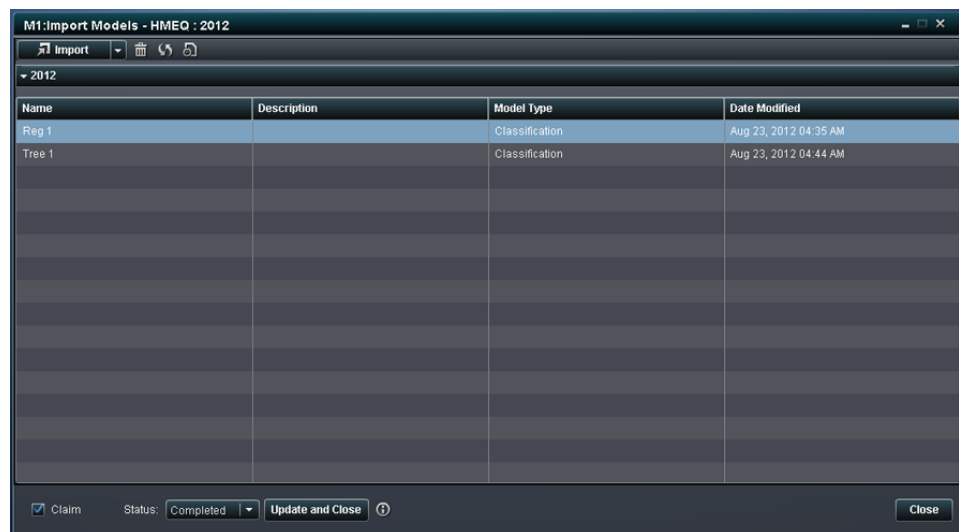 M1:Import Models - HMEQ : 2012
Import
2012
Name Description Model Type Date Modified
Reg 1 Classification Aug 23, 2012 04:35 AM
Tree 1 Classification Aug 23, 2012 04:44 AM
Claim Status: Completed Update and Close Close